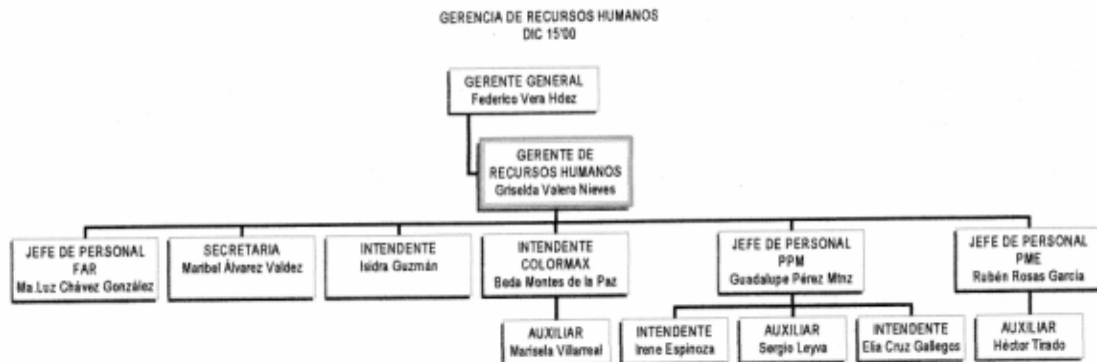 GERENCIA DE RECURSOS HUMANOS
DIC 15'00
GERENTE GENERAL
Federico Vera Hdez
GERENTE DE
RECURSOS HUMANOS
Griselda Valero Nieves
JEFE DE PERSONAL
FAR
Ma.Luz Chávez González
SECRETARIA
Maribel Álvarez Valdez
INTENDENTE
Isidra Guzmán
INTENDENTE
COLORMAX
Beda Montes de la Paz
JEFE DE PERSONAL
PPM
Guadalupe Pérez Mtnz
JEFE DE PERSONAL
PME
Rubén Rosas García
AUXILIAR
Marisela Villarreal
INTENDENTE
Irene Espinoza
AUXILIAR
Sergio Leyva
INTENDENTE
Elia Cruz Gallegos
AUXILIAR
Héctor Tirado